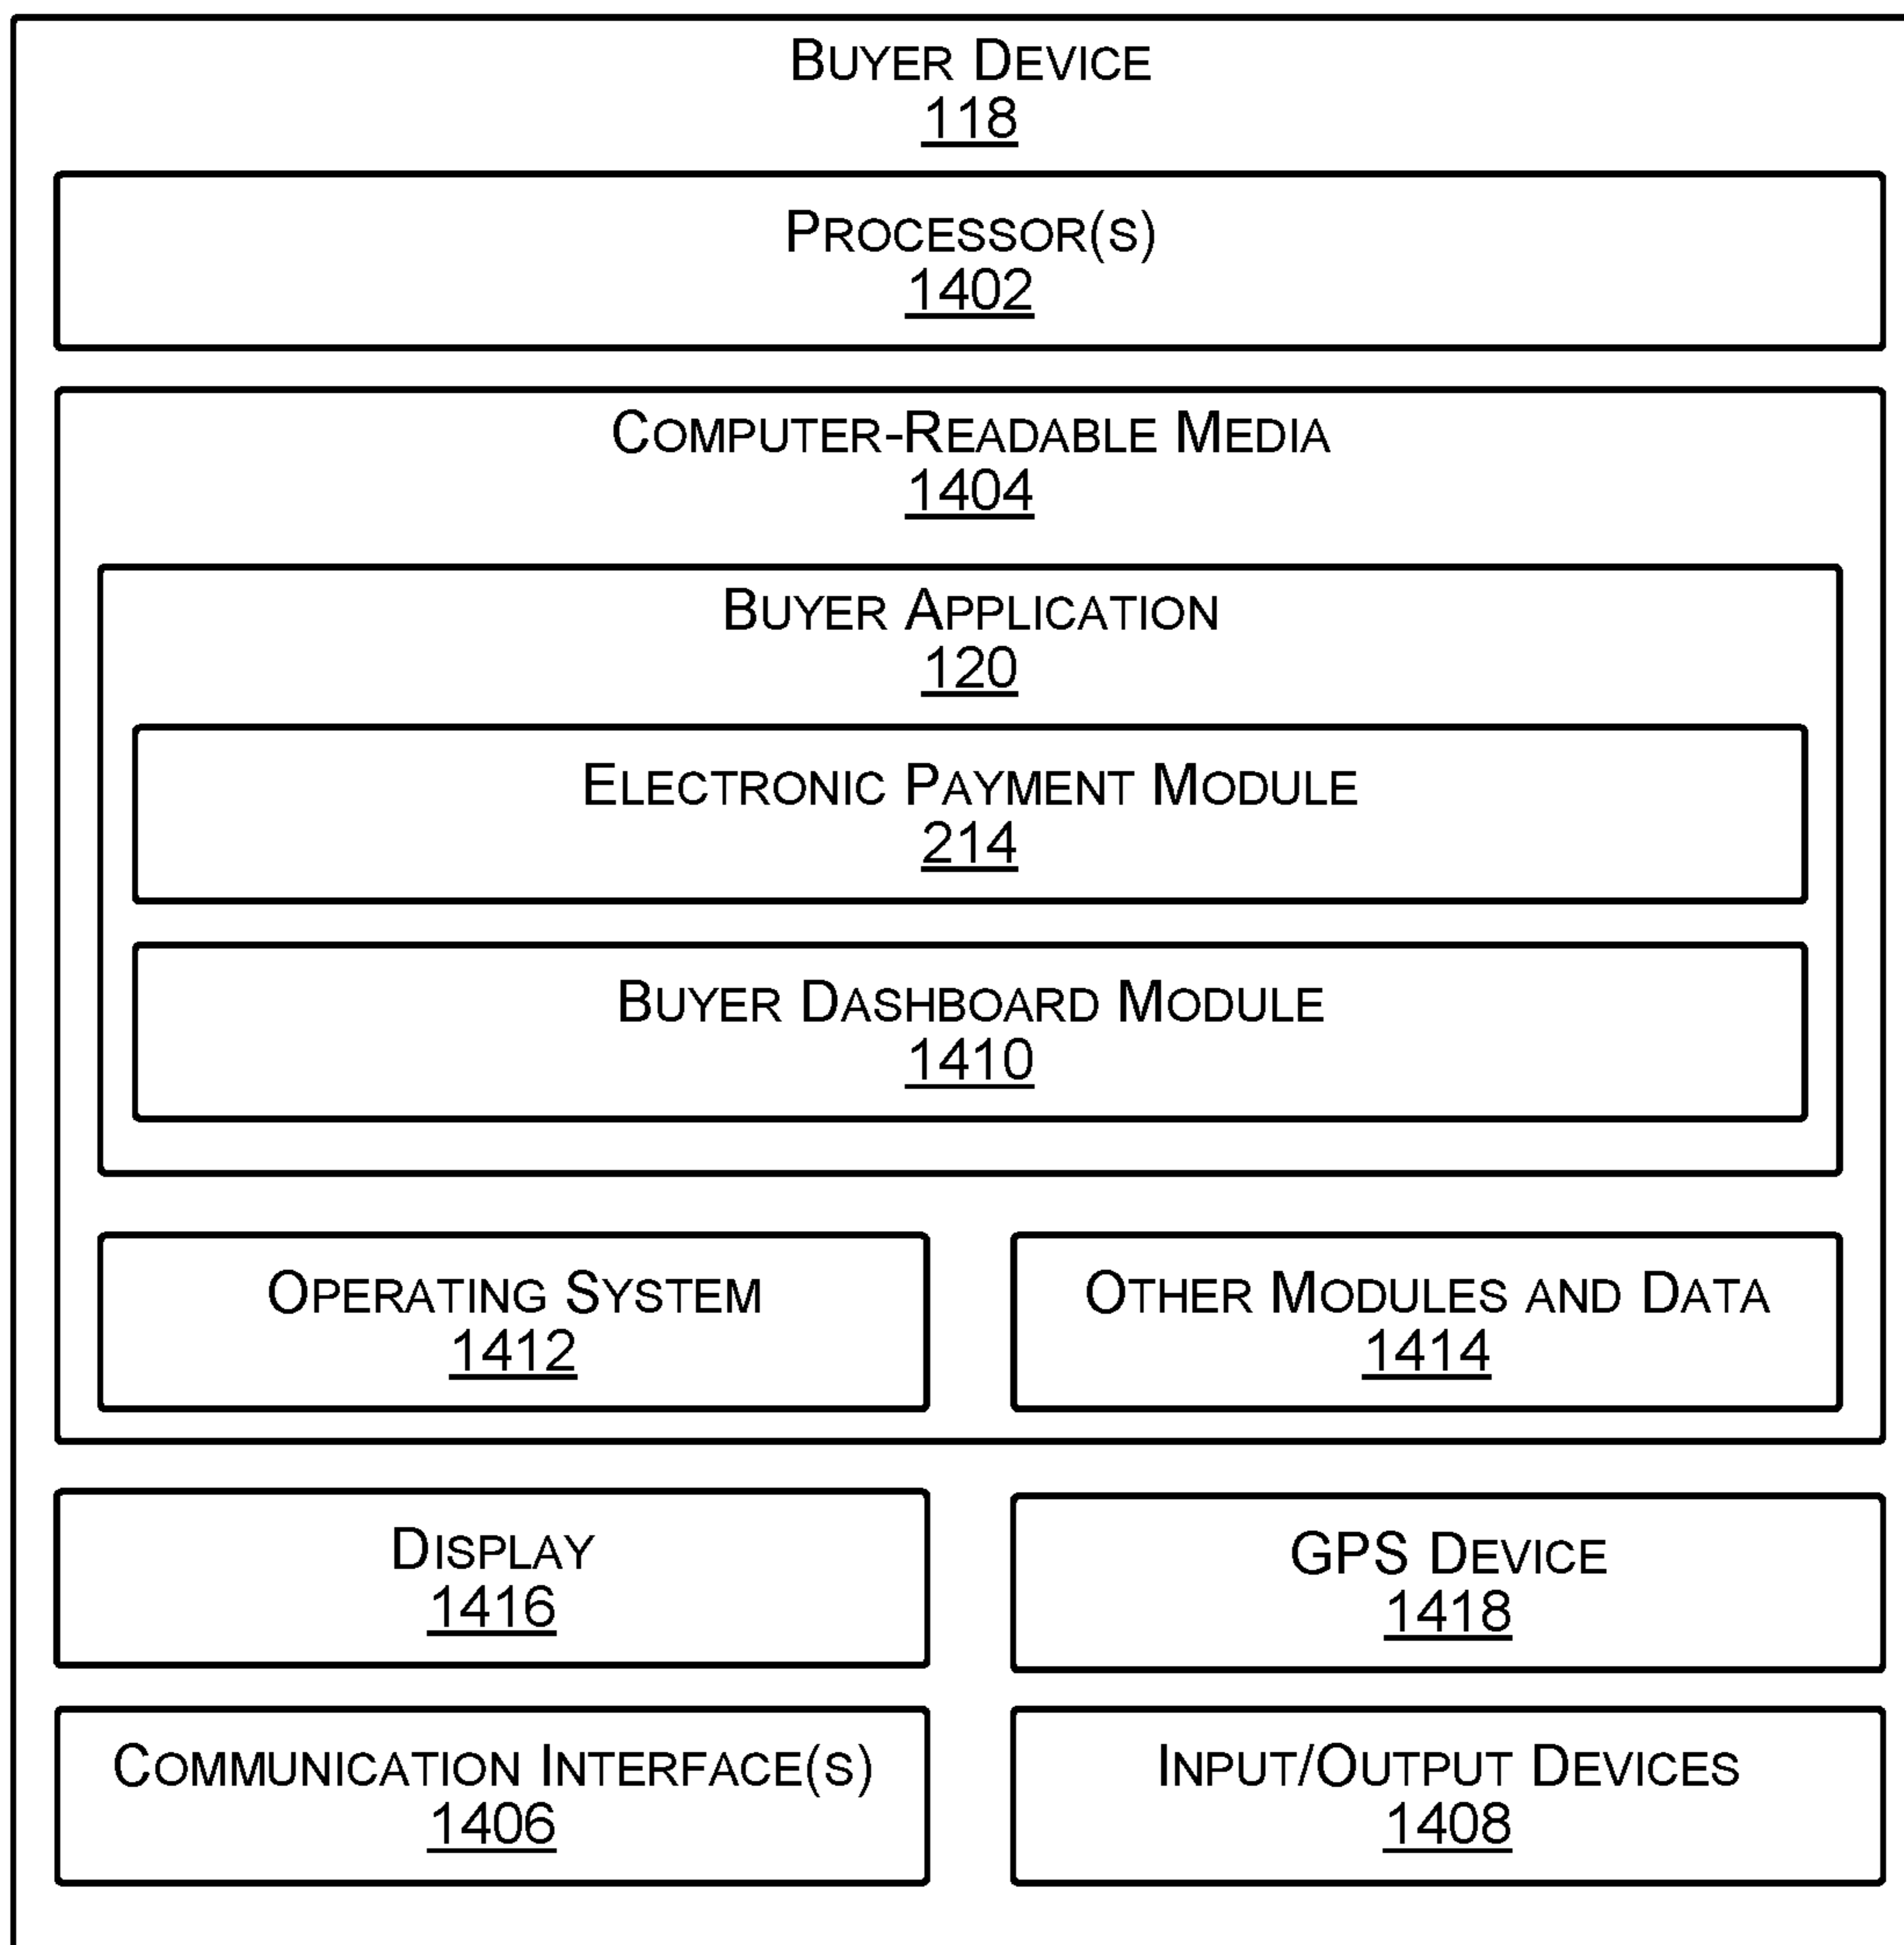 BUYER DEVICE
118
PROCESSOR(S)
1402
COMPUTER-READABLE MEDIA
1404
BUYER APPLICATION
120
ELECTRONIC PAYMENT MODULE
214
BUYER DASHBOARD MODULE
1410
OPERATING SYSTEM
1412
OTHER MODULES AND DATA
1414
DISPLAY
1416
GPS DEVICE
1418
COMMUNICATION INTERFACE(S)
1406
INPUT/OUTPUT DEVICES
1408